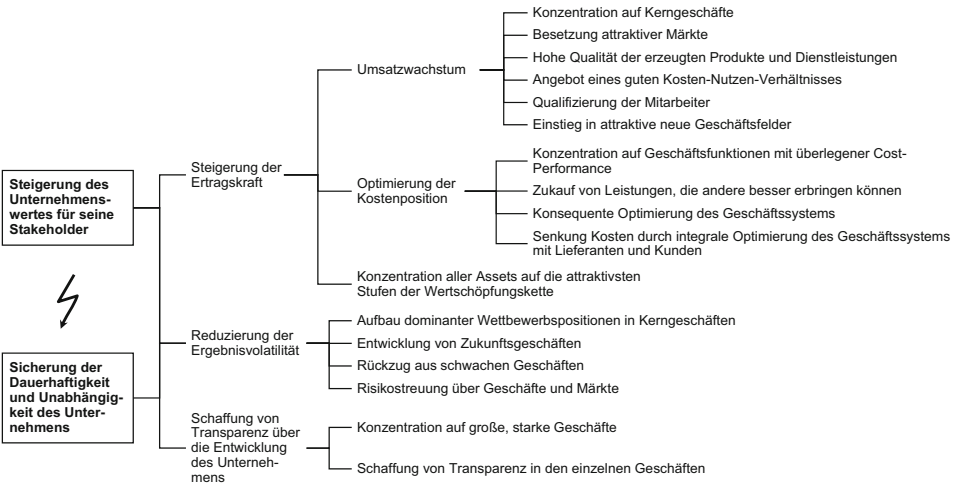 Steigerung des
Unternehmens-
wertes für seine
Stakeholder
Sicherung der
Dauerhaftigkeit
und Unabhängig-
keit des Unter-
nehmens
Steigerung der
Ertragskraft
Umsatzwachstum
Konzentration auf Kerngeschäfte
Besetzung attraktiver Märkte
Hohe Qualität der erzeugten Produkte und Dienstleistungen
Angebot eines guten Kosten-Nutzen-Verhältnisses
Qualifizierung der Mitarbeiter
Einstieg in attraktive neue Geschäftsfelder
Optimierung der
Kostenposition
Konzentration auf Geschäftsfunktionen mit überlegener Cost-
Performance
Zukauf von Leistungen, die andere besser erbringen können
Konsequente Optimierung des Geschäftssystems
Senkung Kosten durch integrale Optimierung des Geschäftssystems
mit Lieferanten und Kunden
Konzentration aller Assets auf die attraktivsten
Stufen der Wertschöpfungskette
Reduzierung der
Ergebnisvolatilität
Aufbau dominanter Wettbewerbspositionen in Kerngeschäften
Entwicklung von Zukunftsgeschäften
Rückzug aus schwachen Geschäften
Risikostreuung über Geschäfte und Märkte
Schaffung von
Transparenz über
die Entwicklung
des Unterneh-
mens
Konzentration auf große, starke Geschäfte
Schaffung von Transparenz in den einzelnen Geschäften